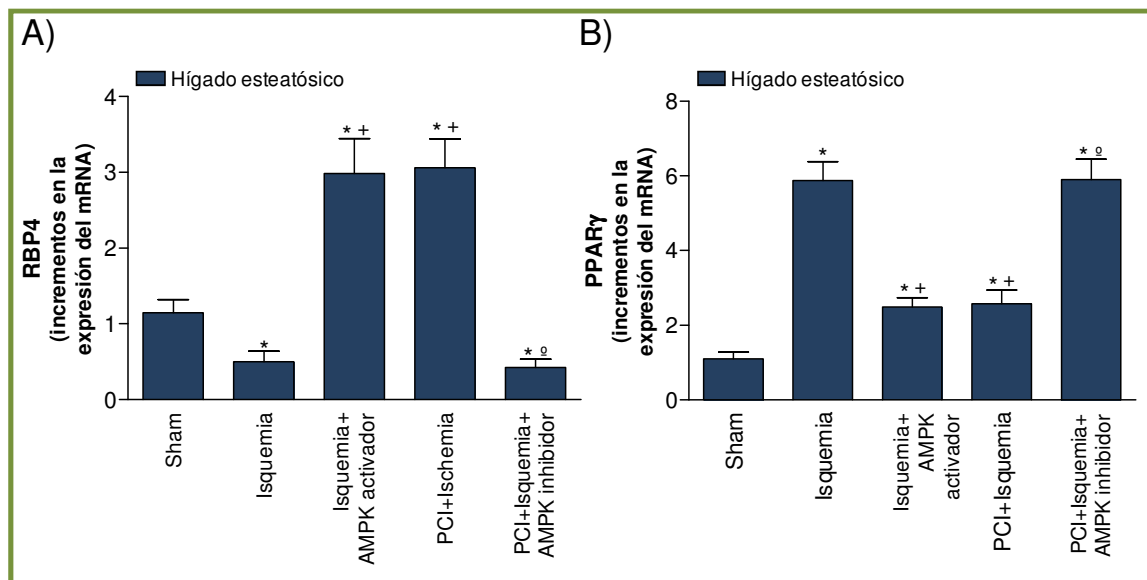 A)
Hígado esteatósico
RBP4
(incrementos en la
expresión del mRNA)
4
3
2
1
0
*
* +
* +
* º
Sham
Isquemia
Isquemia+
AMPK activador
PCI+Ischemia
PCI+Isquemia+
AMPK inhibidor
B)
Hígado esteatósico
PPARγ
(incrementos en la
expresión del mRNA)
8
6
4
2
0
*
* +
* +
* º
Sham
Isquemia
Isquemia+
AMPK
activador
PCI+Isquemia
PCI+Isquemia+
AMPK inhibidor